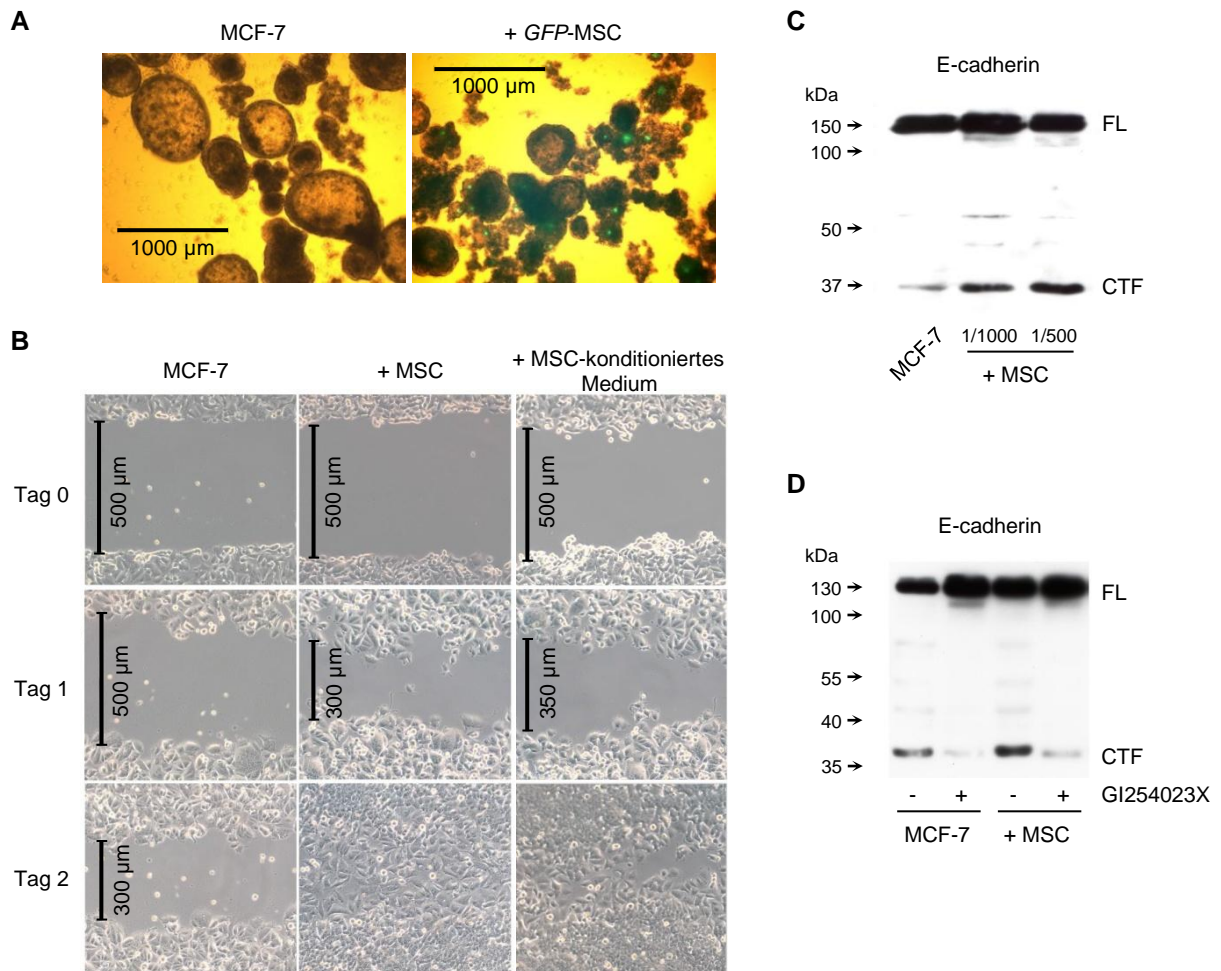 A
MCF-7
+ GFP-MSC
1000 µm
1000 µm
B
MCF-7
+ MSC
+ MSC-konditioniertes
Medium
Tag 0
500 µm
500 µm
500 µm
Tag 1
500 µm
300 µm
350 µm
Tag 2
300 µm
C
E-cadherin
kDa
150 →
FL
100 →
50 →
37 →
CTF
MCF-7
1/1000
1/500
+ MSC
D
E-cadherin
kDa
130 →
FL
100 →
55 →
40 →
35 →
CTF
- + - + GI254023X
MCF-7
+ MSC